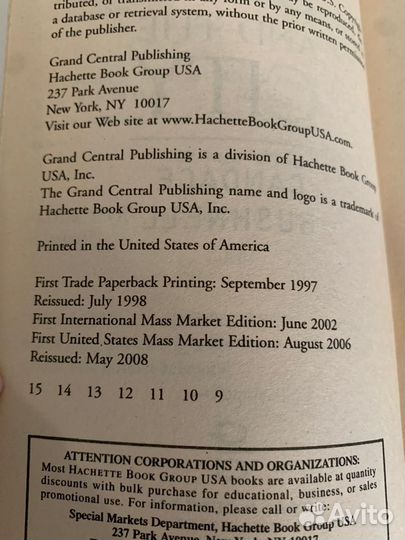 tributed, or transmitted in any form or by any means, or stored in
a database or retrieval system, without the prior written permission
of the publisher.
Grand Central Publishing
Hachette Book Group USA
237 Park Avenue
New York, NY 10017
Visit our Web site at www.HachetteBookGroupUSA.com.
Grand Central Publishing is a division of Hachette Book Group
USA, Inc.
The Grand Central Publishing name and logo is a trademark of
Hachette Book Group USA, Inc.
Printed in the United States of America
First Trade Paperback Printing: September 1997
Reissued: July 1998
First International Mass Market Edition: June 2002
First United States Mass Market Edition: August 2006
Reissued: May 2008
15 14 13 12 11 10 9
ATTENTION CORPORATIONS AND ORGANIZATIONS:
Most HACHETTE BOOK GROUP USA books are available at quantity
discounts with bulk purchase for educational, business, or sales
promotional use. For information, please call or write:
Special Markets Department, Hachette Book Group USA
237 Park Avenue
Avito